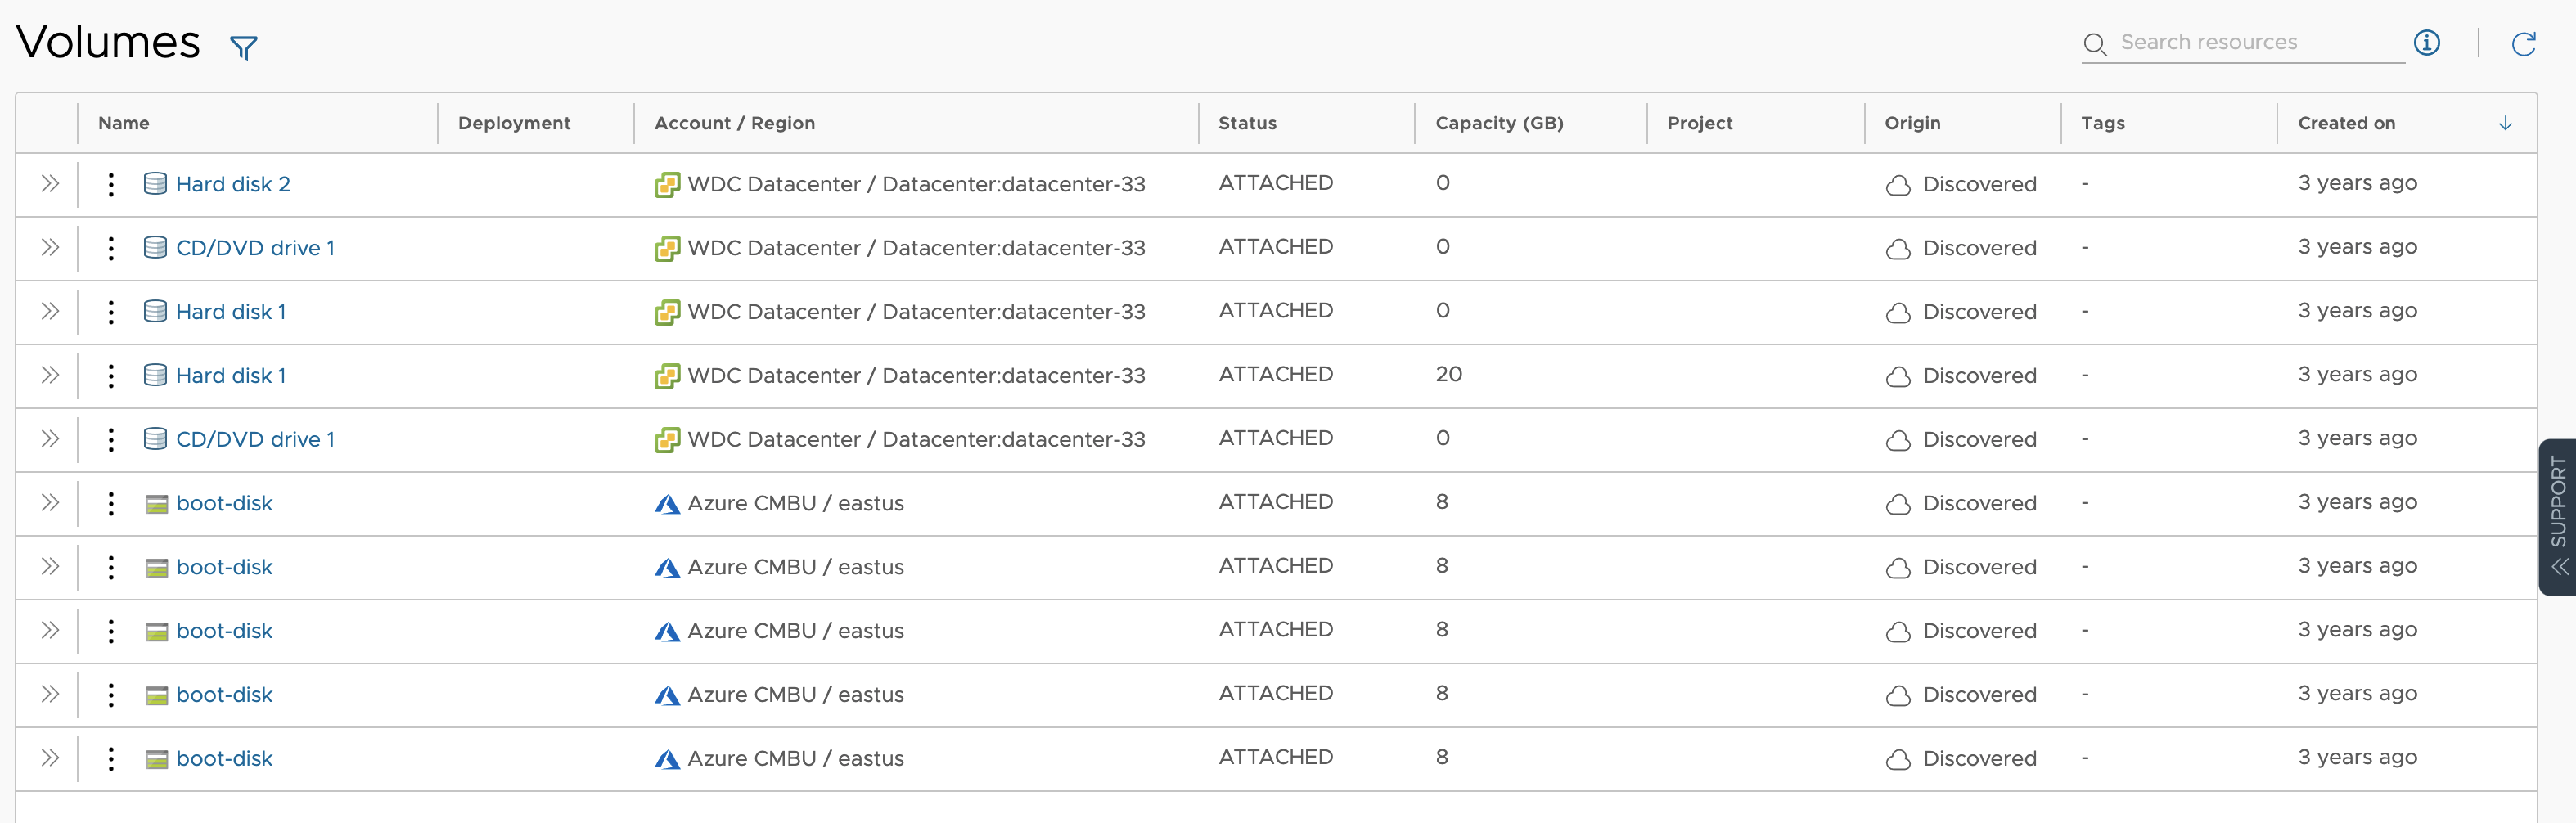 Volumes
Search resources
Name Deployment Account / Region Status Capacity (GB) Project Origin Tags Created on
Hard disk 2 WDC Datacenter / Datacenter:datacenter-33 ATTACHED 0 Discovered - 3 years ago
CD/DVD drive 1 WDC Datacenter / Datacenter:datacenter-33 ATTACHED 0 Discovered - 3 years ago
Hard disk 1 WDC Datacenter / Datacenter:datacenter-33 ATTACHED 0 Discovered - 3 years ago
Hard disk 1 WDC Datacenter / Datacenter:datacenter-33 ATTACHED 20 Discovered - 3 years ago
CD/DVD drive 1 WDC Datacenter / Datacenter:datacenter-33 ATTACHED 0 Discovered - 3 years ago
boot-disk Azure CMBU / eastus ATTACHED 8 Discovered - 3 years ago
boot-disk Azure CMBU / eastus ATTACHED 8 Discovered - 3 years ago
boot-disk Azure CMBU / eastus ATTACHED 8 Discovered - 3 years ago
boot-disk Azure CMBU / eastus ATTACHED 8 Discovered - 3 years ago
boot-disk Azure CMBU / eastus ATTACHED 8 Discovered - 3 years ago
SUPPORT